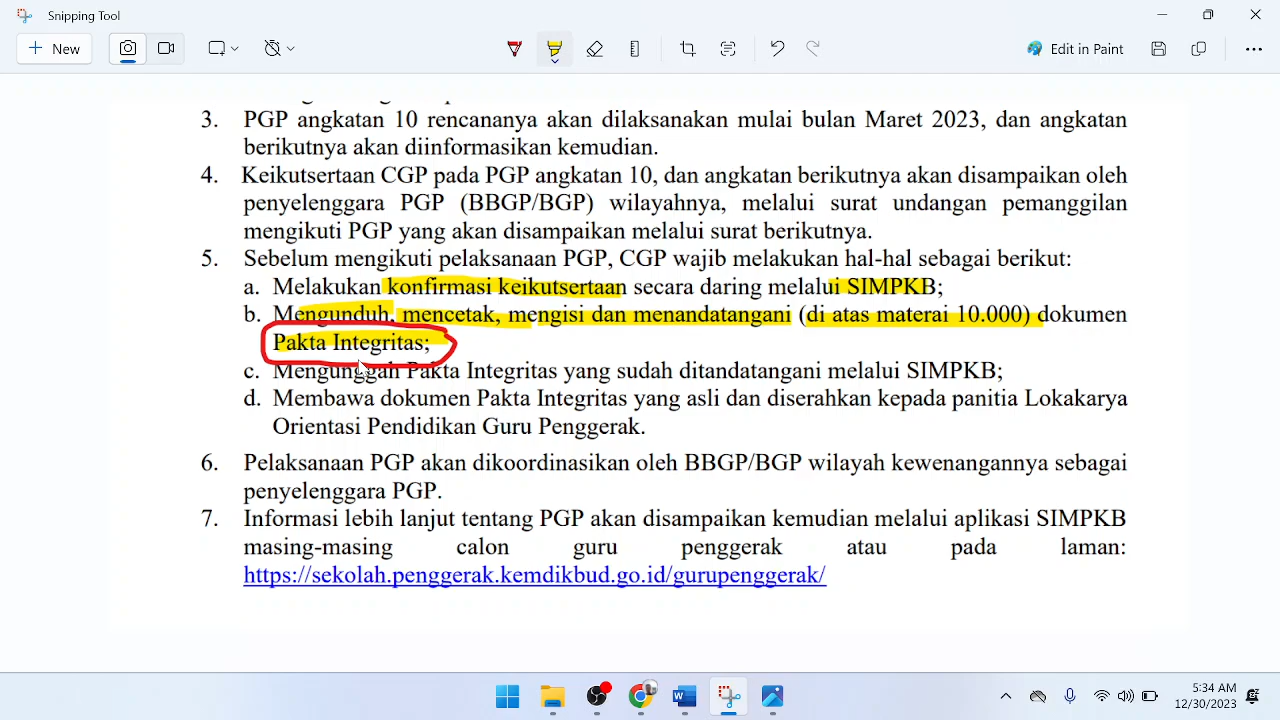 Snipping Tool
New
Edit in Paint
3. PGP angkatan 10 rencananya akan dilaksanakan mulai bulan Maret 2023, dan angkatan
berikutnya akan diinformasikan kemudian.
4. Keikutsertaan CGP pada PGP angkatan 10, dan angkatan berikutnya akan disampaikan oleh
penyelenggara PGP (BBGP/BGP) wilayahnya, melalui surat undangan pemanggilan
mengikuti PGP yang akan disampaikan melalui surat berikutnya.
5. Sebelum mengikuti pelaksanaan PGP, CGP wajib melakukan hal-hal sebagai berikut:
a. Melakukan konfirmasi keikutsertaan secara daring melalui SIMPKB;
b. Mengunduh, mencetak, mengisi dan menandatangani (di atas materai 10.000) dokumen
Pakta Integritas;
c. Mengunggah Pakta Integritas yang sudah ditandatangani melalui SIMPKB;
d. Membawa dokumen Pakta Integritas yang asli dan diserahkan kepada panitia Lokakarya
Orientasi Pendidikan Guru Penggerak.
6. Pelaksanaan PGP akan dikoordinasikan oleh BBGP/BGP wilayah kewenangannya sebagai
penyelenggara PGP.
7. Informasi lebih lanjut tentang PGP akan disampaikan kemudian melalui aplikasi SIMPKB
masing-masing calon guru penggerak atau pada laman:
https://sekolah.penggerak.kemdikbud.go.id/gurupenggerak/
5:34 AM
12/30/2023